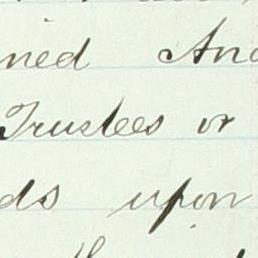 ned And
Trustees or
ds upon